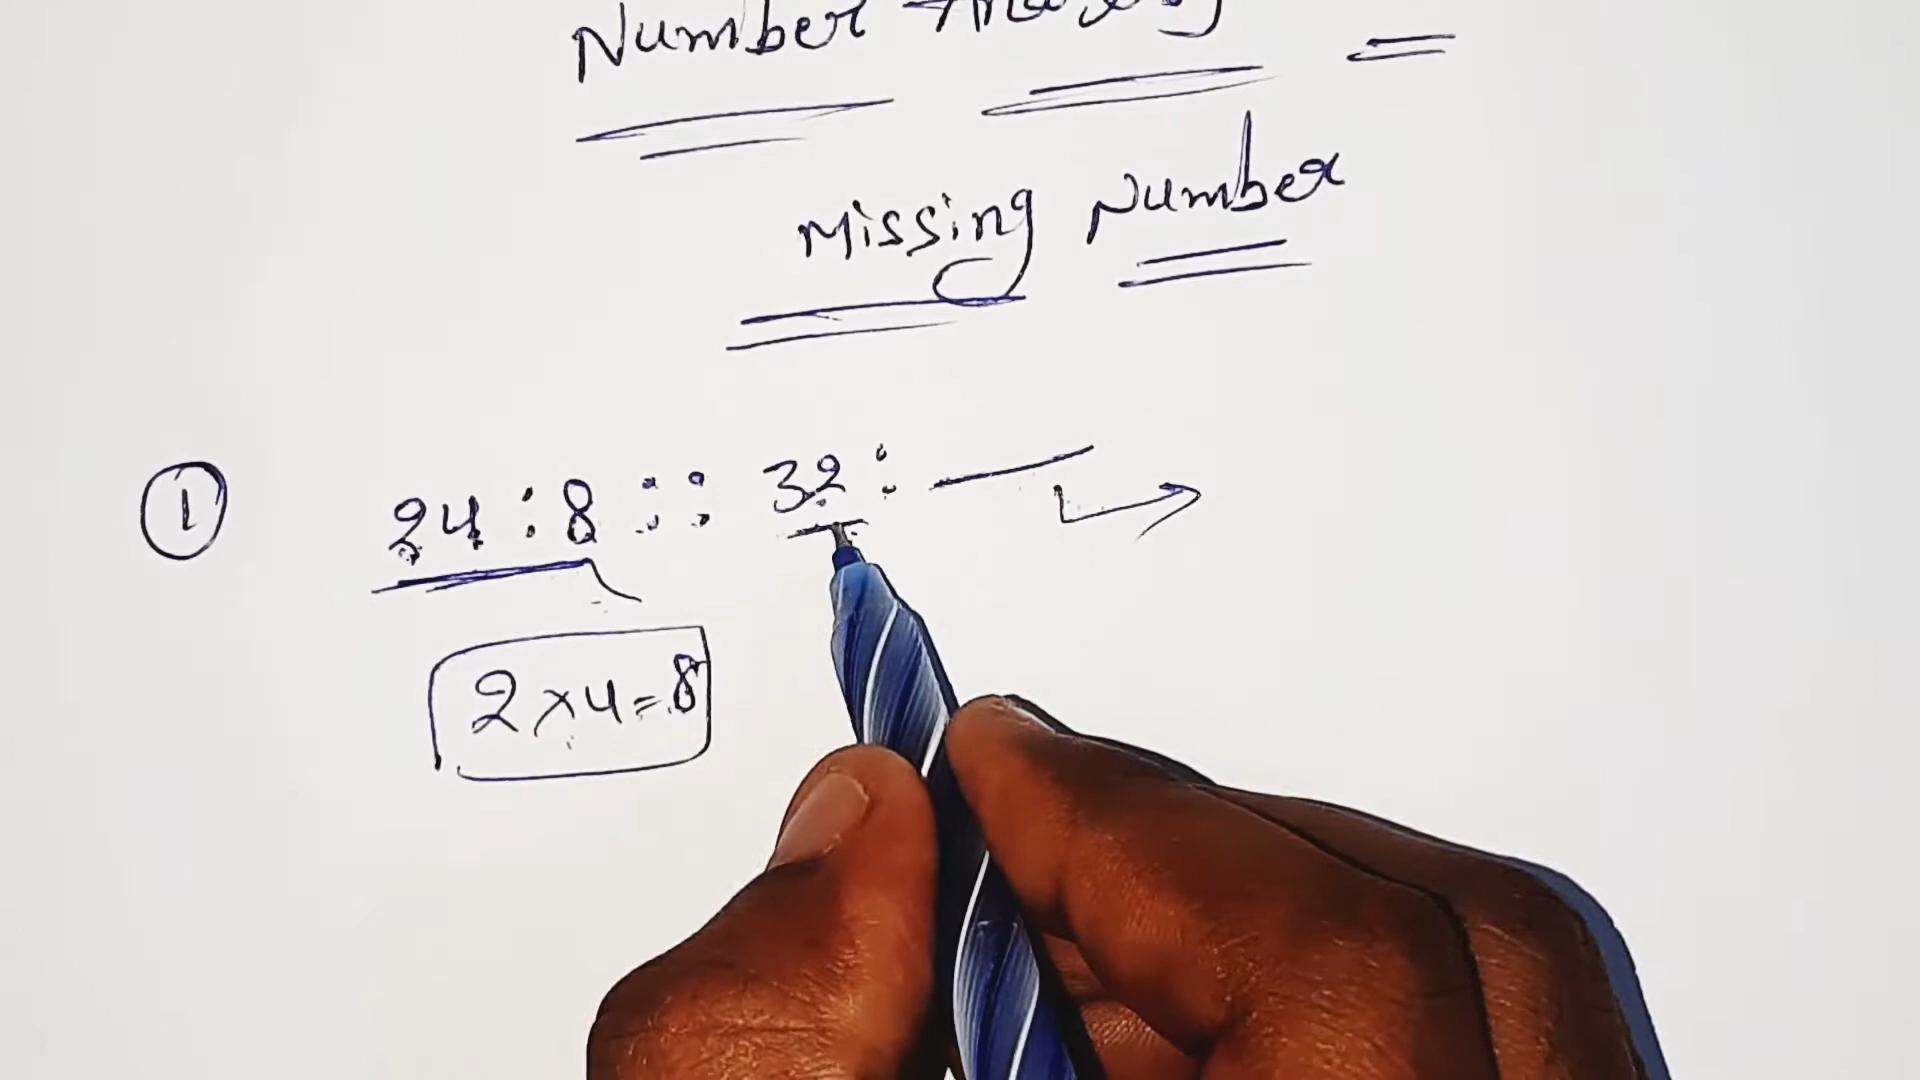 Number
Missing Number
1 24 : 8 :: 32 :
2 x 4 = 8